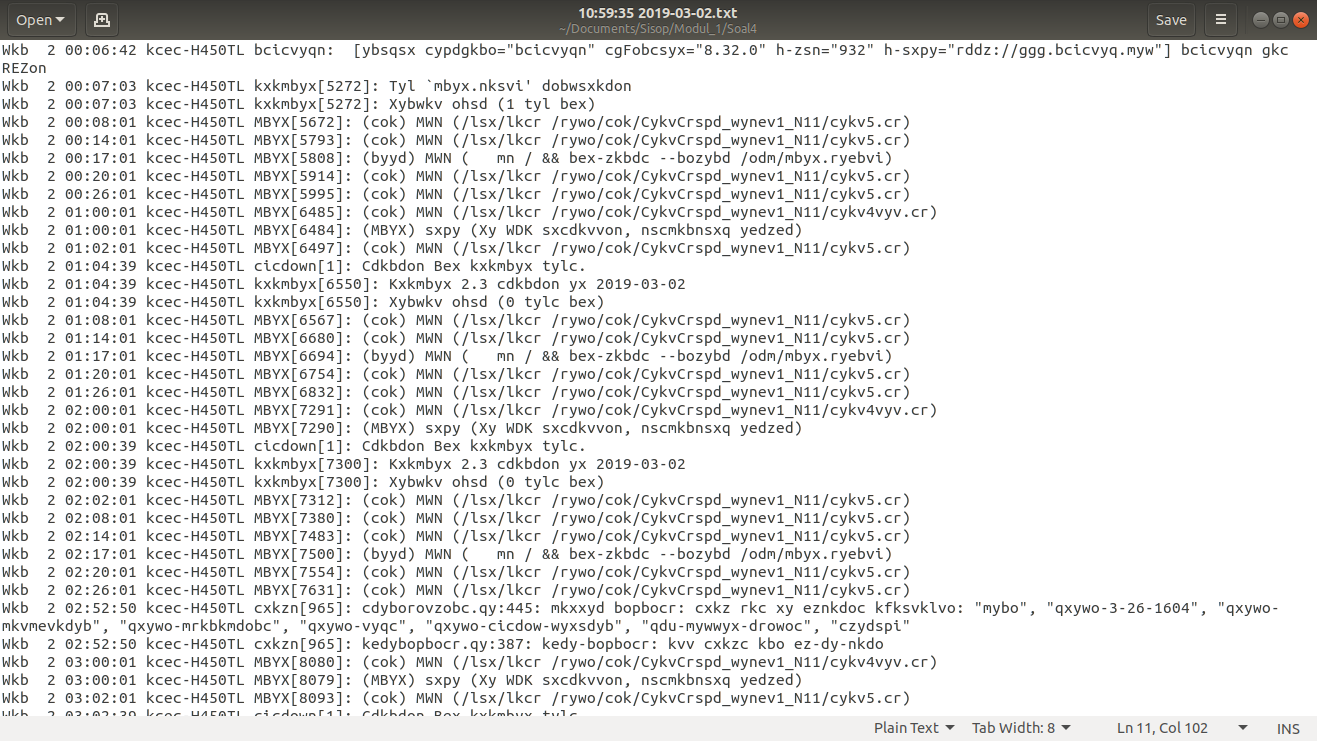 Open
10:59:35 2019-03-02.txt
~/Documents/Sisop/Modul_1/Soal4
Save
Wkb  2 00:06:42 kcec-H450TL bcicvyqn:  [ybsqsx cypdgkbo="bcicvyqn" cgFobcsyx="8.32.0" h-zsn="932" h-sxpy="rddz://ggg.bcicvyq.myw"] bcicvyqn gkc
REZon
Wkb  2 00:07:03 kcec-H450TL kxkmbyx[5272]: Tyl `mbyx.nksvi' dobwsxkdon
Wkb  2 00:07:03 kcec-H450TL kxkmbyx[5272]: Xybwkv ohsd (1 tyl bex)
Wkb  2 00:08:01 kcec-H450TL MBYX[5672]: (cok) MWN (/lsx/lkcr /rywo/cok/CykvCrspd_wynev1_N11/cykv5.cr)
Wkb  2 00:14:01 kcec-H450TL MBYX[5793]: (cok) MWN (/lsx/lkcr /rywo/cok/CykvCrspd_wynev1_N11/cykv5.cr)
Wkb  2 00:17:01 kcec-H450TL MBYX[5808]: (byyd) MWN (   mn / && bex-zkbdc --bozybd /odm/mbyx.ryebvi)
Wkb  2 00:20:01 kcec-H450TL MBYX[5914]: (cok) MWN (/lsx/lkcr /rywo/cok/CykvCrspd_wynev1_N11/cykv5.cr)
Wkb  2 00:26:01 kcec-H450TL MBYX[5995]: (cok) MWN (/lsx/lkcr /rywo/cok/CykvCrspd_wynev1_N11/cykv5.cr)
Wkb  2 01:00:01 kcec-H450TL MBYX[6485]: (cok) MWN (/lsx/lkcr /rywo/cok/CykvCrspd_wynev1_N11/cykv4vyv.cr)
Wkb  2 01:00:01 kcec-H450TL MBYX[6484]: (MBYX) sxpy (Xy WDK sxcdkvvon, nscmkbnsxq yedzed)
Wkb  2 01:02:01 kcec-H450TL MBYX[6497]: (cok) MWN (/lsx/lkcr /rywo/cok/CykvCrspd_wynev1_N11/cykv5.cr)
Wkb  2 01:04:39 kcec-H450TL cicdown[1]: Cdkbdon Bex kxkmbyx tylc.
Wkb  2 01:04:39 kcec-H450TL kxkmbyx[6550]: Kxkmbyx 2.3 cdkbdon yx 2019-03-02
Wkb  2 01:04:39 kcec-H450TL kxkmbyx[6550]: Xybwkv ohsd (0 tylc bex)
Wkb  2 01:08:01 kcec-H450TL MBYX[6567]: (cok) MWN (/lsx/lkcr /rywo/cok/CykvCrspd_wynev1_N11/cykv5.cr)
Wkb  2 01:14:01 kcec-H450TL MBYX[6680]: (cok) MWN (/lsx/lkcr /rywo/cok/CykvCrspd_wynev1_N11/cykv5.cr)
Wkb  2 01:17:01 kcec-H450TL MBYX[6694]: (byyd) MWN (   mn / && bex-zkbdc --bozybd /odm/mbyx.ryebvi)
Wkb  2 01:20:01 kcec-H450TL MBYX[6754]: (cok) MWN (/lsx/lkcr /rywo/cok/CykvCrspd_wynev1_N11/cykv5.cr)
Wkb  2 01:26:01 kcec-H450TL MBYX[6832]: (cok) MWN (/lsx/lkcr /rywo/cok/CykvCrspd_wynev1_N11/cykv5.cr)
Wkb  2 02:00:01 kcec-H450TL MBYX[7291]: (cok) MWN (/lsx/lkcr /rywo/cok/CykvCrspd_wynev1_N11/cykv4vyv.cr)
Wkb  2 02:00:01 kcec-H450TL MBYX[7290]: (MBYX) sxpy (Xy WDK sxcdkvvon, nscmkbnsxq yedzed)
Wkb  2 02:00:39 kcec-H450TL cicdown[1]: Cdkbdon Bex kxkmbyx tylc.
Wkb  2 02:00:39 kcec-H450TL kxkmbyx[7300]: Kxkmbyx 2.3 cdkbdon yx 2019-03-02
Wkb  2 02:00:39 kcec-H450TL kxkmbyx[7300]: Xybwkv ohsd (0 tylc bex)
Wkb  2 02:02:01 kcec-H450TL MBYX[7312]: (cok) MWN (/lsx/lkcr /rywo/cok/CykvCrspd_wynev1_N11/cykv5.cr)
Wkb  2 02:08:01 kcec-H450TL MBYX[7380]: (cok) MWN (/lsx/lkcr /rywo/cok/CykvCrspd_wynev1_N11/cykv5.cr)
Wkb  2 02:14:01 kcec-H450TL MBYX[7483]: (cok) MWN (/lsx/lkcr /rywo/cok/CykvCrspd_wynev1_N11/cykv5.cr)
Wkb  2 02:17:01 kcec-H450TL MBYX[7500]: (byyd) MWN (   mn / && bex-zkbdc --bozybd /odm/mbyx.ryebvi)
Wkb  2 02:20:01 kcec-H450TL MBYX[7554]: (cok) MWN (/lsx/lkcr /rywo/cok/CykvCrspd_wynev1_N11/cykv5.cr)
Wkb  2 02:26:01 kcec-H450TL MBYX[7631]: (cok) MWN (/lsx/lkcr /rywo/cok/CykvCrspd_wynev1_N11/cykv5.cr)
Wkb  2 02:52:50 kcec-H450TL cxkzn[965]: cdyborovzobc.qy:445: mkxxyd bopbocr: cxkz rkc xy eznkdoc kfksvklvo: "mybo", "qxywo-3-26-1604", "qxywo-
mkvmevkdyb", "qxywo-mrkbkmdobc", "qxywo-vyqc", "qxywo-cicdow-wyxsdyb", "qdu-mywwyx-drowoc", "czydspi"
Wkb  2 02:52:50 kcec-H450TL cxkzn[965]: kedybopbocr.qy:387: kedy-bopbocr: kvv cxkzc kbo ez-dy-nkdo
Wkb  2 03:00:01 kcec-H450TL MBYX[8080]: (cok) MWN (/lsx/lkcr /rywo/cok/CykvCrspd_wynev1_N11/cykv4vyv.cr)
Wkb  2 03:00:01 kcec-H450TL MBYX[8079]: (MBYX) sxpy (Xy WDK sxcdkvvon, nscmkbnsxq yedzed)
Wkb  2 03:02:01 kcec-H450TL MBYX[8093]: (cok) MWN (/lsx/lkcr /rywo/cok/CykvCrspd_wynev1_N11/cykv5.cr)
Wkb  2 03:02:39 kcec-H450TL cicdown[1]: Cdkbdon Bex kxkmbyx tylc.
Plain Text
Tab Width: 8
Ln 11, Col 102
INS